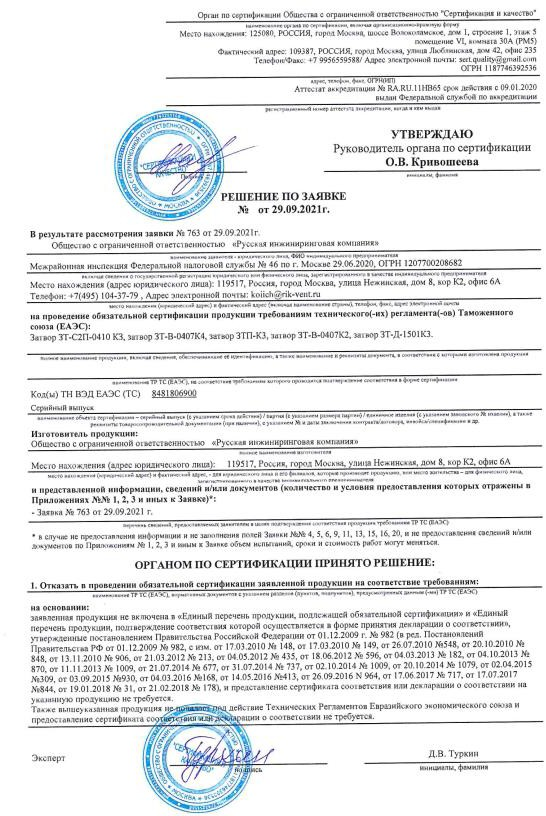 Орган по сертификации Общества с ограниченной ответственностью "Сертификация и качество"
наименование органа по сертификации, включая организационно-правовую форму
Место нахождения: 125080, РОССИЯ, город Москва, шоссе Волоколамское, дом 1, строение 1, этаж 5
помещение VI, комната 30А (РМ5)
Фактический адрес: 109387, РОССИЯ, город Москва, улица Люблинская, дом 42, офис 235
Телефон/Факс: +7 9956559588/ Адрес электронной почты: sert.quality@gmail.com
ОГРН 1187746392536
адрес, телефон, факс, ОГРН(ИП)
Аттестат аккредитации № RA.RU.11НВ65 срок действия с 09.01.2020
выдан Федеральной службой по аккредитации
регистрационный номер аттестата аккредитации, когда и кем выдан
УТВЕРЖДАЮ
Руководитель органа по сертификации
О.В. Кривошеева
инициалы, фамилия
РЕШЕНИЕ ПО ЗАЯВКЕ
№ от 29.09.2021г.
В результате рассмотрения заявки № 763 от 29.09.2021г.
Общество с ограниченной ответственностью «Русская инжиниринговая компания»
наименование заявителя - юридического лица, ФИО индивидуального предпринимателя
Межрайонная инспекция Федеральной налоговой службы № 46 по г. Москве 29.06.2020, ОГРН 1207700208682
включая сведения о государственной регистрации юридического или физического лица, зарегистрированного в качестве индивидуального предпринимателя
Место нахождения (адрес юридического лица): 119517, Россия, город Москва, улица Нежинская, дом 8, кор К2, офис 6А
Телефон: +7(495) 104-37-79 , Адрес электронной почты: koiich@rik-vent.ru
место нахождения (юридический и фактический адрес (включая наименование страны), телефон, факс, адрес электронной почты
на проведение обязательной сертификации продукции требованиям технического(-их) регламента(-ов) Таможенного
союза (ЕАЭС):
Затвор ЗТ-С2П-0410 К3, затвор ЗТ-В-0407К4, затвор ЗТП-К3, затвор ЗТ-В-0407К2, затвор ЗТ-Д-1501К3.
полное наименование продукции, включая сведения, обеспечивающие её идентификацию, а также наименование и реквизиты документа, в соответствии с которыми изготовлена продукция
наименование ТР ТС (ЕАЭС), на соответствие требованиям которого проводится подтверждение соответствия в форме сертификации
Код(ы) ТН ВЭД ЕАЭС (ТС) 8481806900
Серийный выпуск
наименование объекта сертификации – серийный выпуск (с указанием срока действия) / партия (с указанием размера партии) / единичное изделия (с указанием заводского № изделия), а также
реквизиты товаросопроводительной документации (при наличии), с указанием № и даты заключения контракта/договора, инвойса/спецификации и др.
Изготовитель продукции:
Общество с ограниченной ответственностью «Русская инжиниринговая компания»
полное наименование изготовителя
Место нахождения (адрес юридического лица): 119517, Россия, город Москва, улица Нежинская, дом 8, кор К2, офис 6А
и представленной информации, сведений и/или документов (количество и условия предоставления которых отражены в
Приложениях №№ 1, 2, 3 и иных к Заявке)*:
- Заявка № 763 от 29.09.2021 г.
перечень сведений, предоставляемых заявителем в целях подтверждения соответствия продукции требованиям ТР ТС (ЕАЭС)
* в случае не предоставления информации и не заполнения полей Заявки №№ 4, 5, 6, 9, 11, 13, 15, 16, 20, и не предоставления сведений и/или
документов по Приложениям № 1, 2, 3 и иным к Заявке объем испытаний, сроки и стоимость работ могут меняться.
ОРГАНОМ ПО СЕРТИФИКАЦИИ ПРИНЯТО РЕШЕНИЕ:
1. Отказать в проведении обязательной сертификации заявленной продукции на соответствие требованиям:
наименование ТР ТС (ЕАЭС), нормативных документов с указанием разделов (пунктов, подпунктов), предусмотренных данным (-ми) ТР ТС (ЕАЭС)
на основании:
заявленная продукция не включена в «Единый перечень продукции, подлежащей обязательной сертификации» и «Единый
перечень продукции, подтверждение соответствия которой осуществляется в форме принятия декларации о соответствии»,
утвержденные постановлением Правительства Российской Федерации от 01.12.2009 г. № 982 (в ред. Постановлений
Правительства РФ от 01.12.2009 № 982, с изм. от 17.03.2010 № 148, от 17.03.2010 № 149, от 26.07.2010 №548, от 20.10.2010 №
848, от 13.11.2010 № 906, от 21.03.2012 № 213, от 04.05.2012 № 435, от 18.06.2012 № 596, от 04.03.2013 № 182, от 04.10.2013 №
870, от 11.11.2013 № 1009, от 21.07.2014 № 677, от 31.07.2014 № 737, от 02.10.2014 № 1009, от 20.10.2014 № 1079, от 02.04.2015
№309, от 03.09.2015 №930, от 04.03.2016 №168, от 14.05.2016 №413, от 26.09.2016 N 964, от 17.06.2017 № 717, от 17.07.2017
№844, от 19.01.2018 № 31, от 21.02.2018 № 178), и представление сертификата соответствия или декларации о соответствии на
указанную продукцию не требуется.
Также вышеуказанная продукция не попадает под действие Технических Регламентов Евразийского экономического союза и
предоставление сертификата соответствия или декларации о соответствии не требуется.
Эксперт
подпись
Д.В. Туркин
инициалы, фамилия